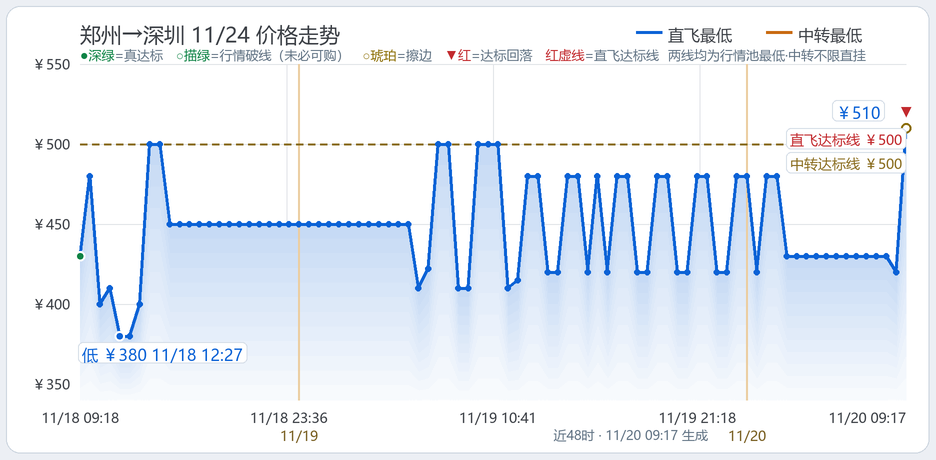 郑州→深圳 11/24 价格走势
直飞最低 中转最低
●深绿=真达标 ○描绿=行情破线（未必可购） ○琥珀=擦边 ▼红=达标回落 红虚线=直飞达标线 两线均为行情池最低·中转不限直挂
¥550
¥510
¥500
直飞达标线 ¥500
中转达标线 ¥500
¥450
¥400
低 ¥380 11/18 12:27
¥350
11/18 09:18 11/18 23:36 11/19 10:41 11/19 21:18 11/20 09:17
11/19 近48时 · 11/20 09:17 生成 11/20